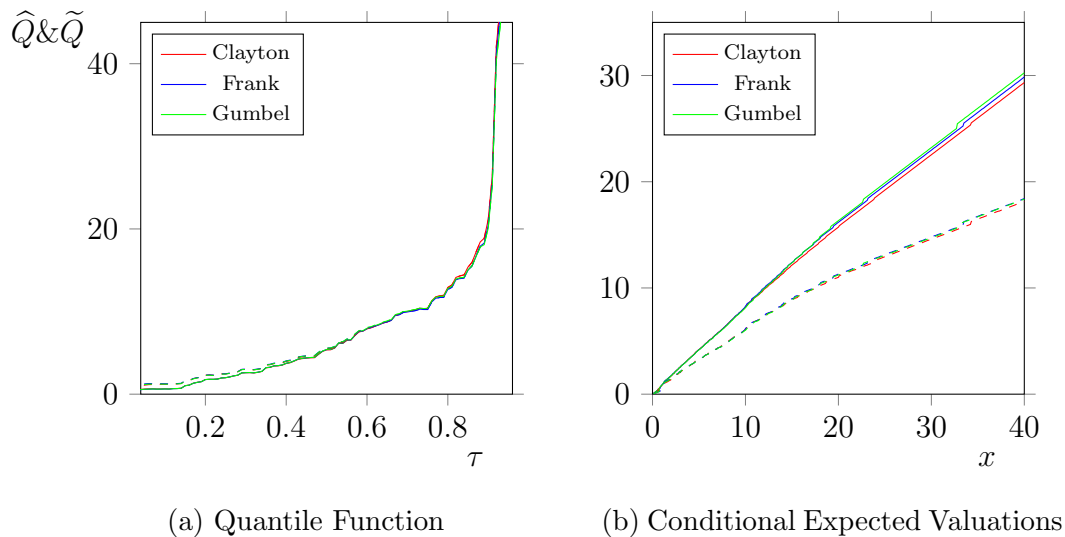 Q̂&Q̃
Clayton
Frank
Gumbel
40
20
0
0.2 0.4 0.6 0.8
τ
(a) Quantile Function
Clayton
Frank
Gumbel
30
20
10
0
0 10 20 30 40
x
(b) Conditional Expected Valuations